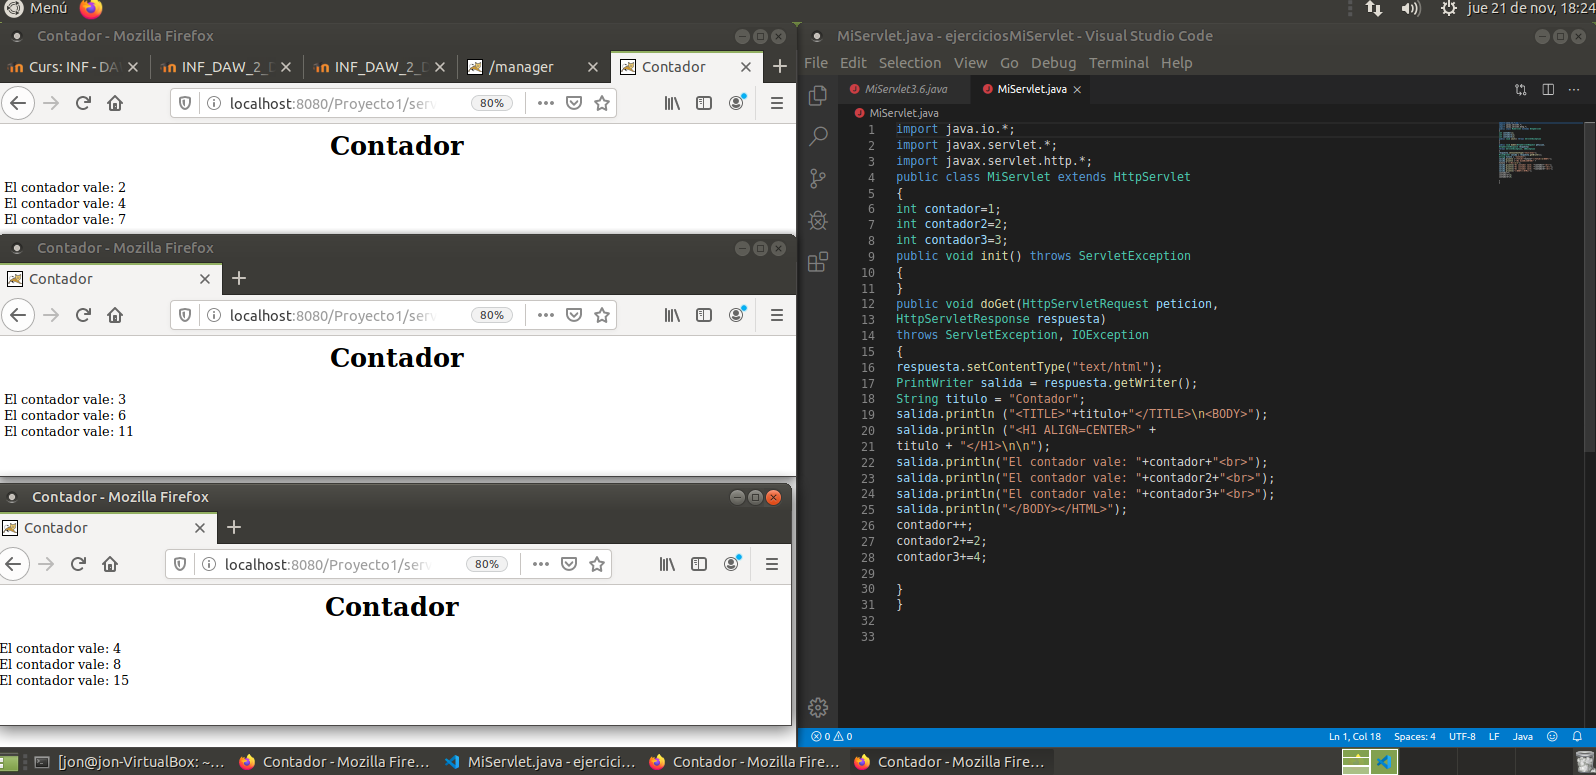 Menú
jue 21 de nov, 18:24
Contador - Mozilla Firefox
Curs: INF - DAW
INF_DAW_2_D
INF_DAW_2_D
/manager
Contador
localhost:8080/Proyecto1/serv
80%
Contador
El contador vale: 2
El contador vale: 4
El contador vale: 7
Contador - Mozilla Firefox
Contador
localhost:8080/Proyecto1/serv
80%
Contador
El contador vale: 3
El contador vale: 6
El contador vale: 11
Contador - Mozilla Firefox
Contador
localhost:8080/Proyecto1/serv
80%
Contador
El contador vale: 4
El contador vale: 8
El contador vale: 15
MiServlet.java - ejerciciosMiServlet - Visual Studio Code
File Edit Selection View Go Debug Terminal Help
MiServlet3.6.java
MiServlet.java
MiServlet.java
1 import java.io.*;
2 import javax.servlet.*;
3 import javax.servlet.http.*;
4 public class MiServlet extends HttpServlet
5 {
6 int contador=1;
7 int contador2=2;
8 int contador3=3;
9 public void init() throws ServletException
10 {
11 }
12 public void doGet(HttpServletRequest peticion,
13 HttpServletResponse respuesta)
14 throws ServletException, IOException
15 {
16 respuesta.setContentType("text/html");
17 PrintWriter salida = respuesta.getWriter();
18 String titulo = "Contador";
19 salida.println ("<TITLE>"+titulo+"</TITLE>\n<BODY>");
20 salida.println ("<H1 ALIGN=CENTER>" +
21 titulo + "</H1>\n\n");
22 salida.println("El contador vale: "+contador+"<br>");
23 salida.println("El contador vale: "+contador2+"<br>");
24 salida.println("El contador vale: "+contador3+"<br>");
25 salida.println("</BODY></HTML>");
26 contador++;
27 contador2+=2;
28 contador3+=4;
29
30 }
31 }
32
33
0 0
Ln 1, Col 18 Spaces: 4 UTF-8 LF Java
[jon@jon-VirtualBox: ~...
Contador - Mozilla Fire...
MiServlet.java - ejercici...
Contador - Mozilla Fire...
Contador - Mozilla Fire...